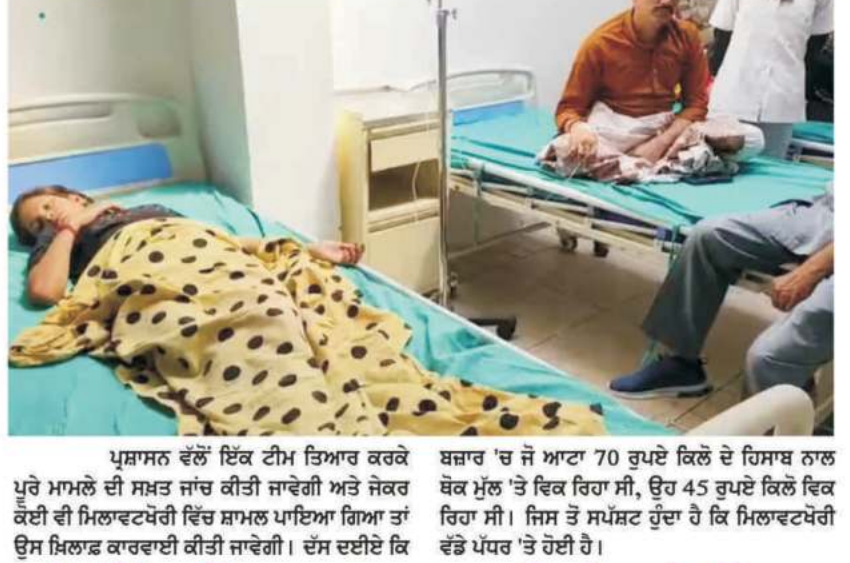 ਪ੍ਰਸ਼ਾਸਨ ਵੱਲੋਂ ਇੱਕ ਟੀਮ ਤਿਆਰ ਕਰਕੇ
ਪੂਰੇ ਮਾਮਲੇ ਦੀ ਸਖ਼ਤ ਜਾਂਚ ਕੀਤੀ ਜਾਵੇਗੀ ਅਤੇ ਜੇਕਰ
ਕੋਈ ਵੀ ਮਿਲਾਵਟਖੋਰੀ ਵਿੱਚ ਸ਼ਾਮਲ ਪਾਇਆ ਗਿਆ ਤਾਂ
ਉਸ ਖ਼ਿਲਾਫ਼ ਕਾਰਵਾਈ ਕੀਤੀ ਜਾਵੇਗੀ। ਦੱਸ ਦਈਏ ਕਿ
ਬਜ਼ਾਰ 'ਚ ਜੋ ਆਟਾ 70 ਰੁਪਏ ਕਿਲੋ ਦੇ ਹਿਸਾਬ ਨਾਲ
ਥੋਕ ਮੁੱਲ 'ਤੇ ਵਿਕ ਰਿਹਾ ਸੀ, ਉਹ 45 ਰੁਪਏ ਕਿਲੋ ਵਿਕ
ਰਿਹਾ ਸੀ। ਜਿਸ ਤੋਂ ਸਪੱਸ਼ਟ ਹੁੰਦਾ ਹੈ ਕਿ ਮਿਲਾਵਟਖੋਰੀ
ਵੱਡੇ ਪੱਧਰ 'ਤੇ ਹੋਈ ਹੈ।